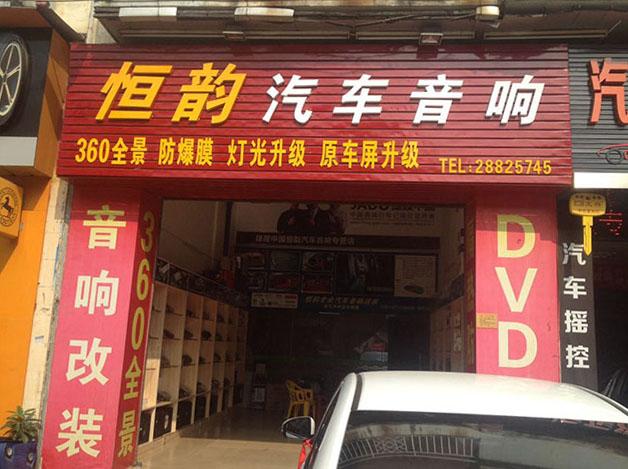 恒韵 汽车音响
360全景 防爆膜 灯光升级 原车屏升级 TEL:28825745
音响改装
360全景
DVD
汽车摇控
汽